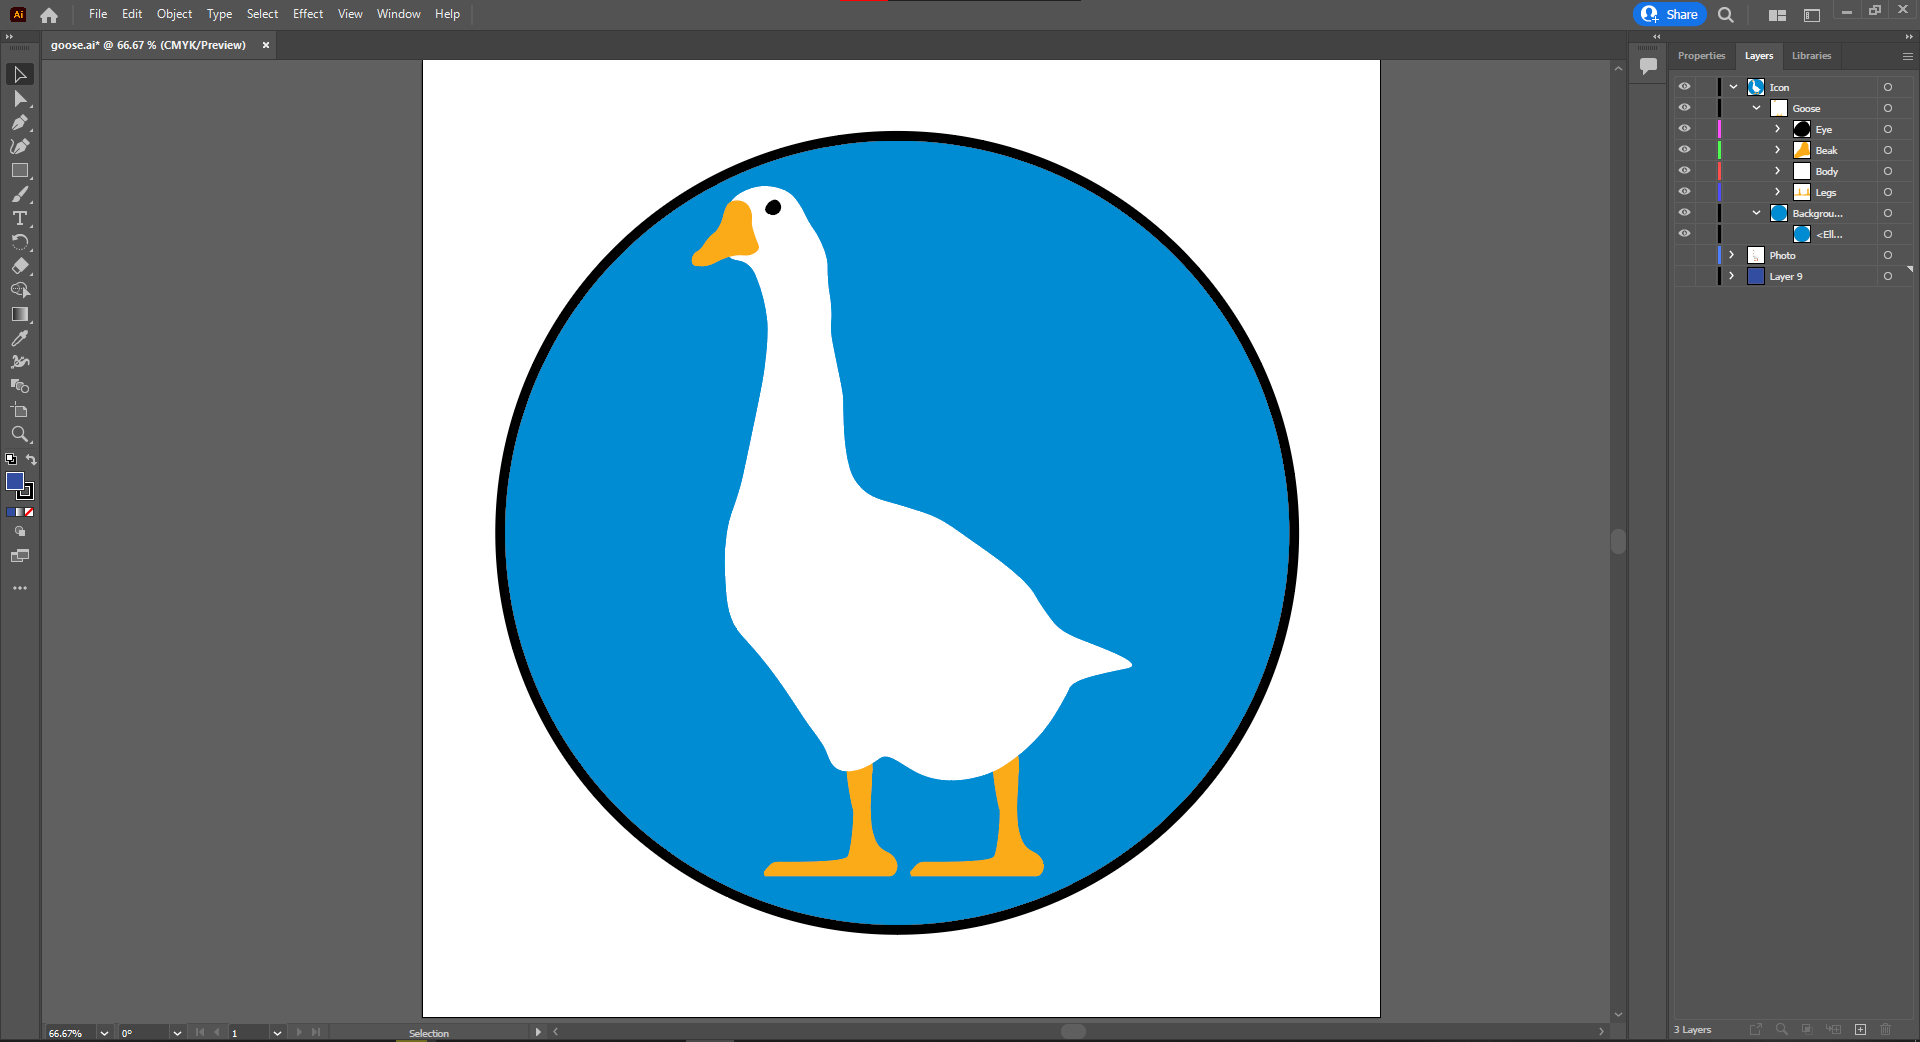 Ai File Edit Object Type Select Effect View Window Help Share
goose.ai* @ 66.67 % (CMYK/Preview) ×
Properties Layers Libraries
Icon
Goose
Eye
Beak
Body
Legs
Backgrou...
<Ell...
Photo
Layer 9
66.67% 0° 1 Selection
3 Layers